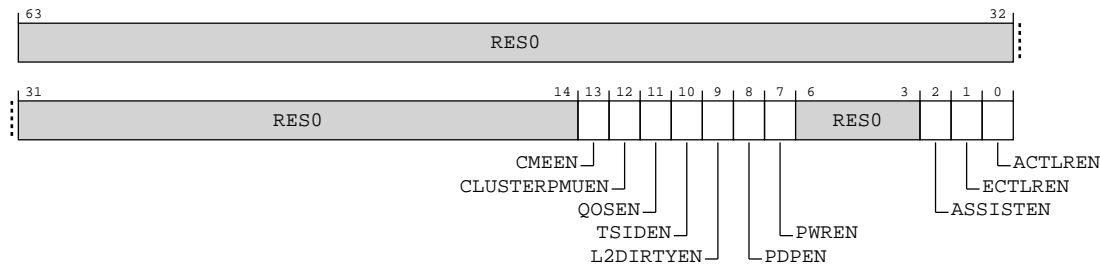 63 32
RES0
31 14 13 12 11 10 9 8 7 6 3 2 1 0
RES0 RES0
CMEEN ACTLREN
CLUSTERPMUEN ECTLREN
QOSEN ASSISTEN
TSIDEN PWREN
L2DIRTYEN PDPEN